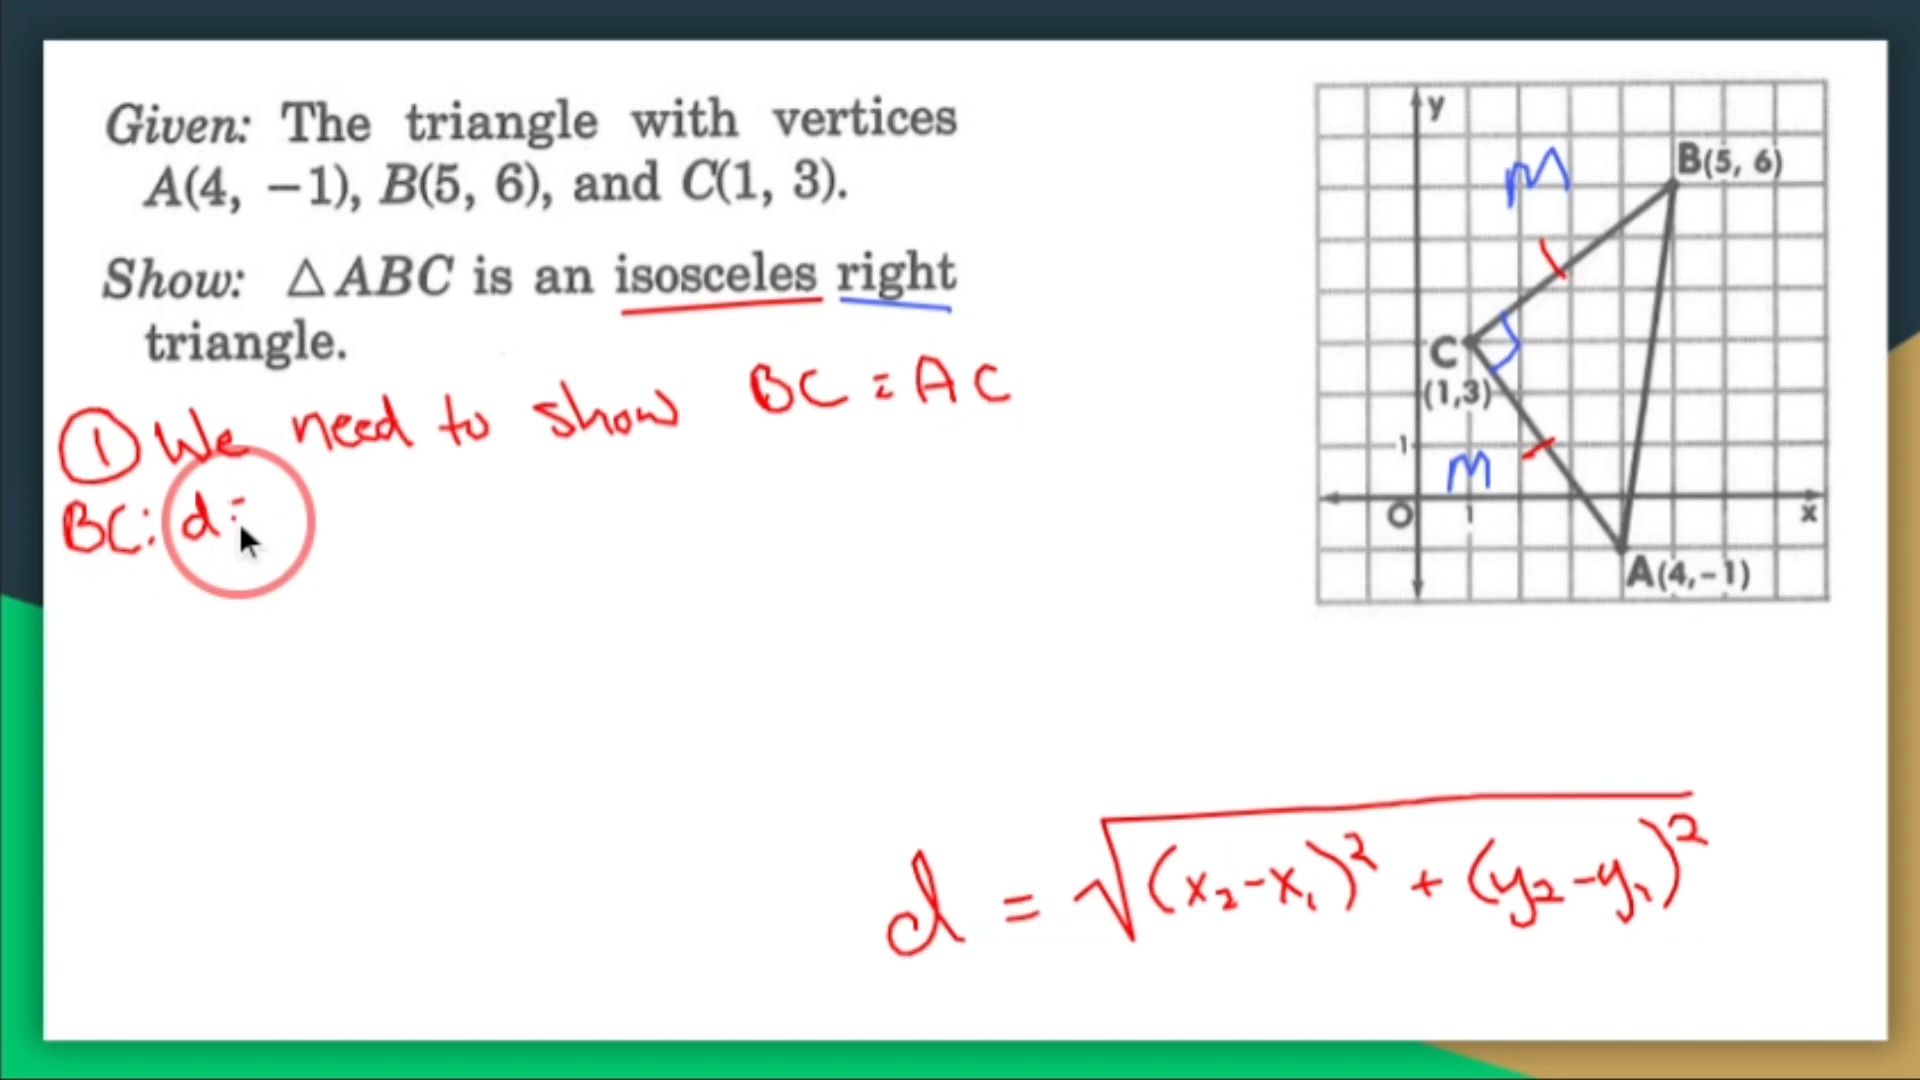 Given: The triangle with vertices
A(4, −1), B(5, 6), and C(1, 3).
Show: △ABC is an isosceles right
triangle.
① We need to show BC = AC
BC: d =
y
m
B(5, 6)
C
(1,3)
1
m
O
1
x
A(4,-1)
d = √(x₂-x₁)² + (y₂-y₁)²